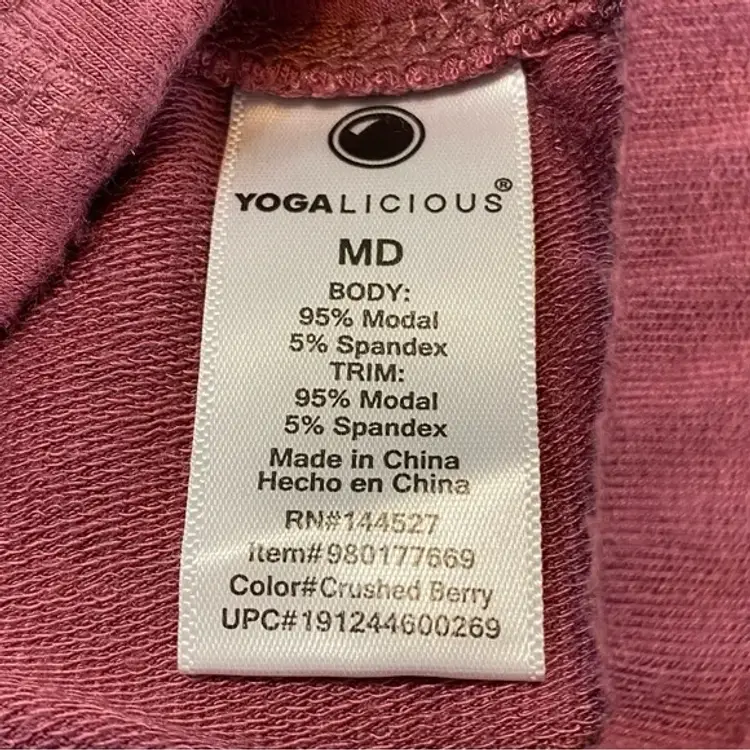 YOGALICIOUS®
MD
BODY:
95% Modal
5% Spandex
TRIM:
95% Modal
5% Spandex
Made in China
Hecho en China
RN#144527
Item#980177669
Color#Crushed Berry
UPC#191244600269